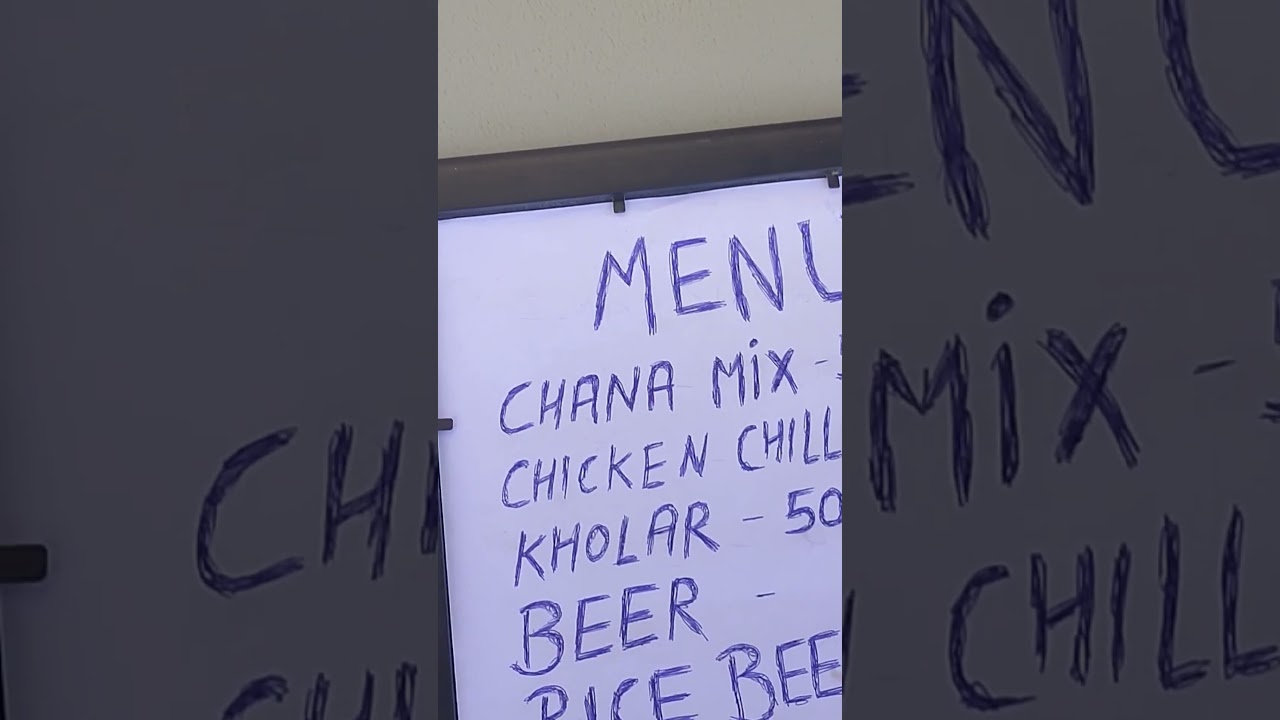 MENU
CHANA MiX -
CHICKEN CHILL
KHOLAR - 50
BEER -
RICE BEE